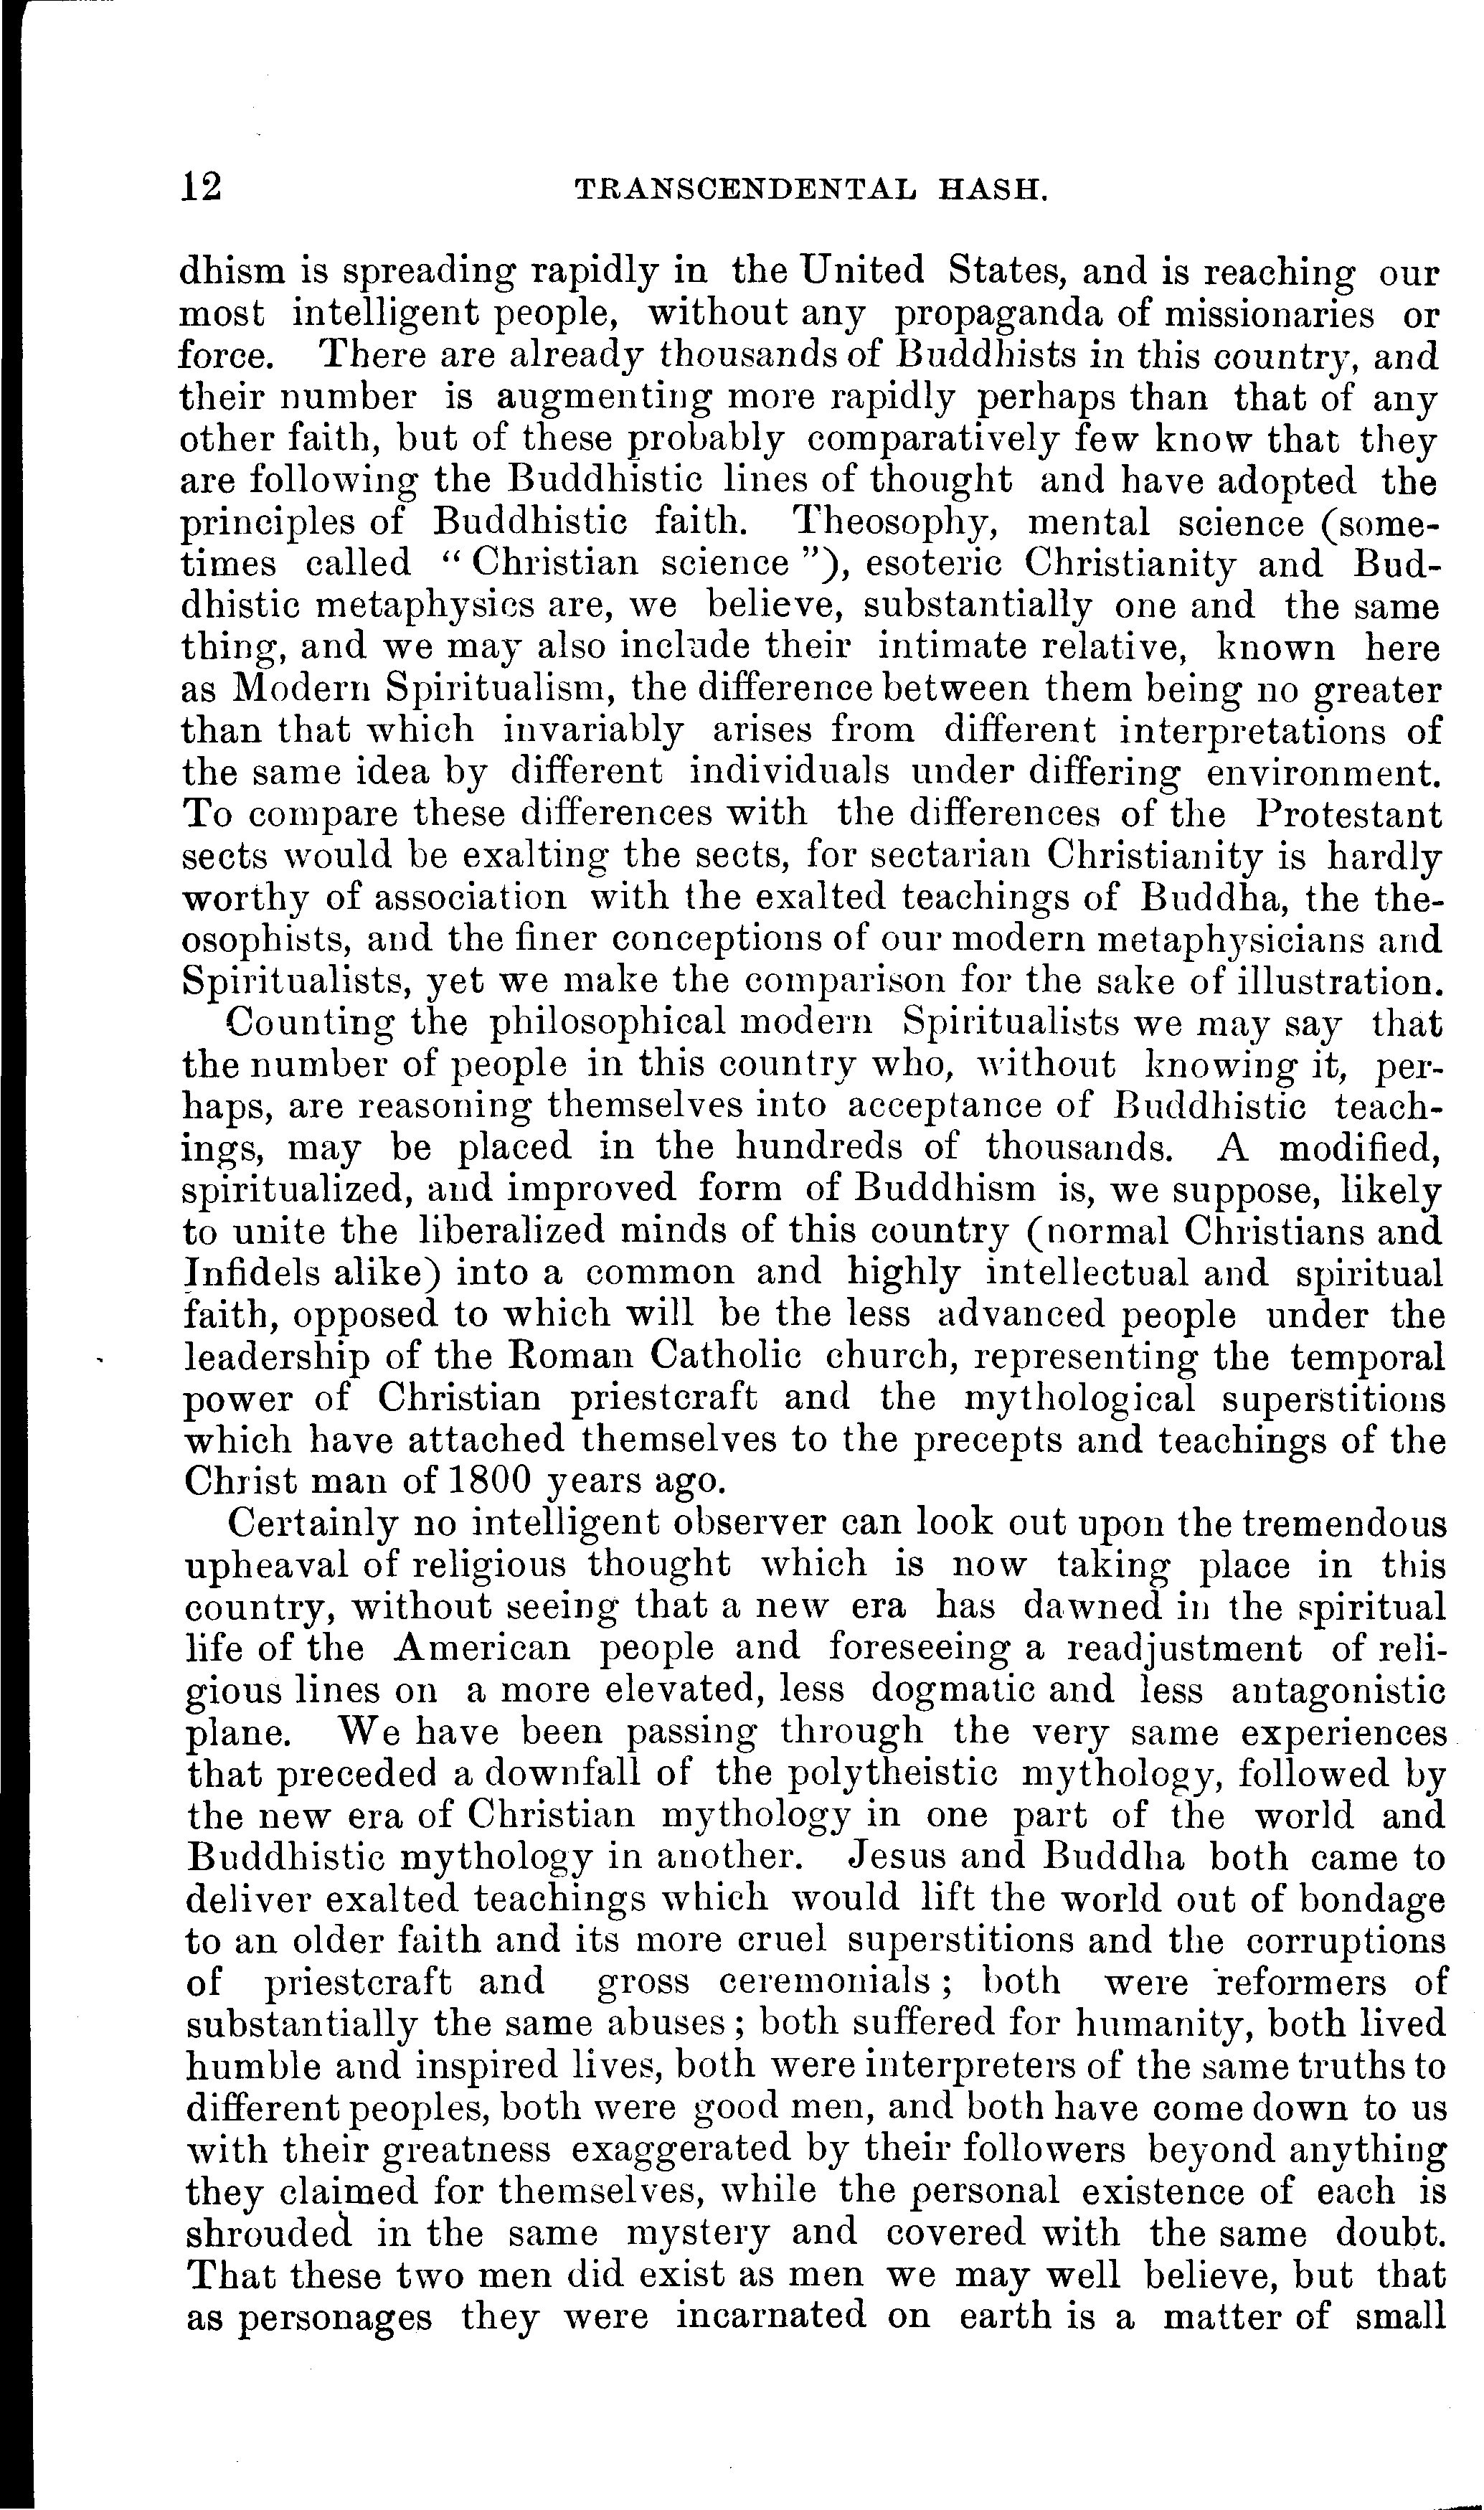 12 TRANSCENDENTAL HASH.
dhism is spreading rapidly in the United States, and is reaching our
most intelligent people, without any propaganda of missionaries or
force. There are already thousands of Buddhists in this country, and
their number is augmenting more rapidly perhaps than that of any
other faith, but of these probably comparatively few know that they
are following the Buddhistic lines of thought and have adopted the
principles of Buddhistic faith. Theosophy, mental science (some-
times called “ Christian science ”), esoteric Christianity and Bud-
dhistic metaphysics are, we believe, substantially one and the same
thing, and we may also include their intimate relative, known here
as Modern Spiritualism, the difference between them being no greater
than that which invariably arises from different interpretations of
the same idea by different individuals under differing environment.
To compare these differences with the differences of the Protestant
sects would be exalting the sects, for sectarian Christianity is hardly
worthy of association with the exalted teachings of Buddha, the the-
osophists, and the finer conceptions of our modern metaphysicians and
Spiritualists, yet we make the comparison for the sake of illustration.
Counting the philosophical modern Spiritualists we may say that
the number of people in this country who, without knowing it, per-
haps, are reasoning themselves into acceptance of Buddhistic teach-
ings, may be placed in the hundreds of thousands. A modified,
spiritualized, and improved form of Buddhism is, we suppose, likely
to unite the liberalized minds of this country (normal Christians and
Infidels alike) into a common and highly intellectual and spiritual
faith, opposed to which will be the less advanced people under the
leadership of the Roman Catholic church, representing the temporal
power of Christian priestcraft and the mythological superstitions
which have attached themselves to the precepts and teachings of the
Christ man of 1800 years ago.
Certainly no intelligent observer can look out upon the tremendous
upheaval of religious thought which is now taking place in this
country, without seeing that a new era has dawned in the spiritual
life of the American people and foreseeing a readjustment of reli-
gious lines on a more elevated, less dogmatic and less antagonistic
plane. We have been passing through the very same experiences
that preceded a downfall of the polytheistic mythology, followed by
the new era of Christian mythology in one part of the world and
Buddhistic mythology in another. Jesus and Buddha both came to
deliver exalted teachings which would lift the world out of bondage
to an older faith and its more cruel superstitions and the corruptions
of priestcraft and gross ceremonials ; both were reformers of
substantially the same abuses ; both suffered for humanity, both lived
humble and inspired lives, both were interpreters of the same truths to
different peoples, both were good men, and both have come down to us
with their greatness exaggerated by their followers beyond anything
they claimed for themselves, while the personal existence of each is
shrouded in the same mystery and covered with the same doubt.
That these two men did exist as men we may well believe, but that
as personages they were incarnated on earth is a matter of small